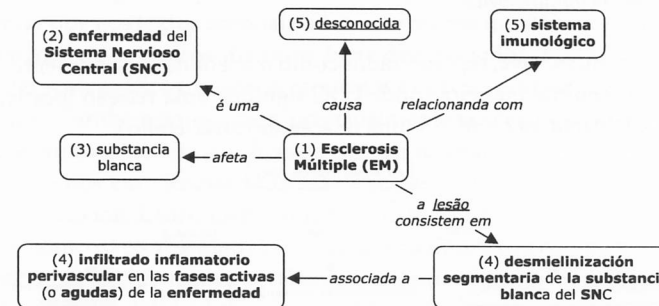 (5) desconocida
(2) enfermedad del
Sistema Nervioso
Central (SNC)
(5) sistema
imunológico
é uma
causa
relacionanda com
(3) substancia
blanca
afeta
(1) Esclerosis
Múltiple (EM)
a lesão
consistem em
(4) infiltrado inflamatorio
perivascular en las fases activas
(o agudas) de la enfermedad
associada a
(4) desmielinización
segmentaria de la substancia
blanca del SNC